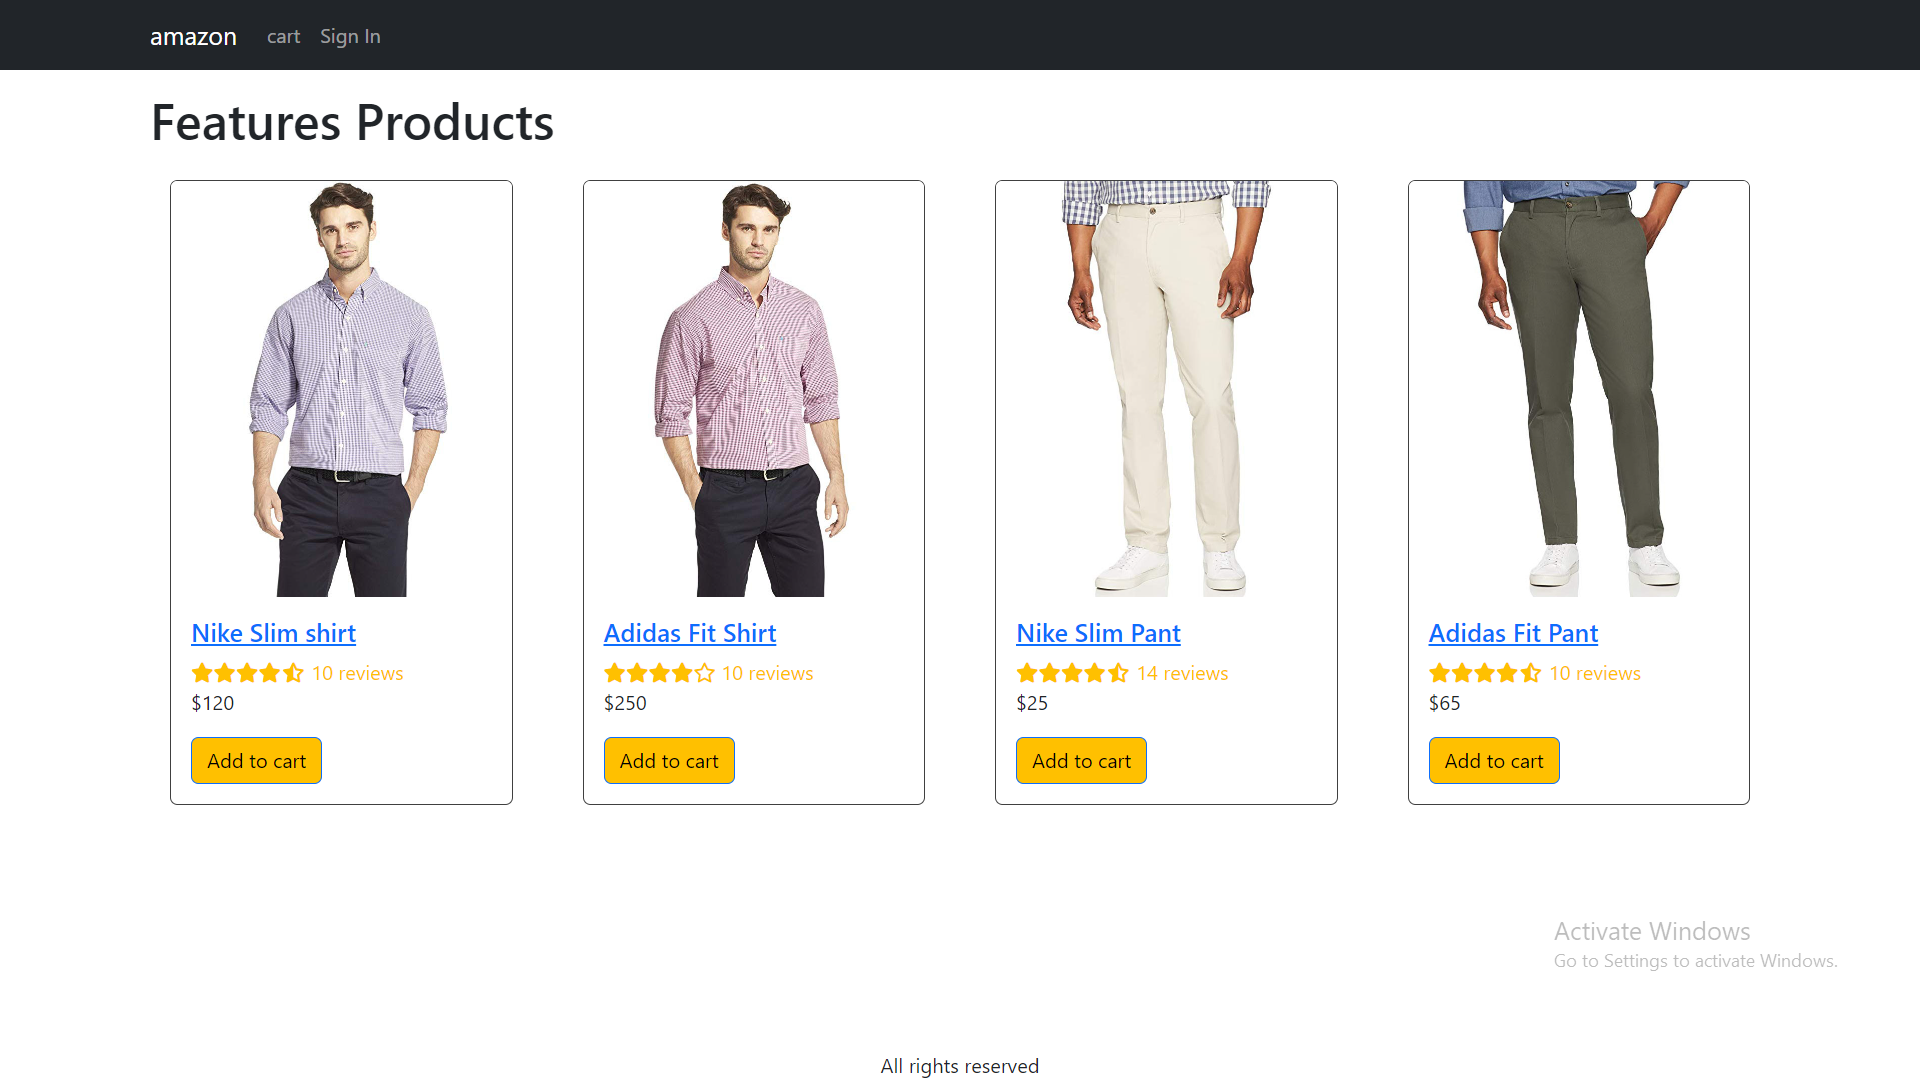 amazon cart Sign In
Features Products
Nike Slim shirt
10 reviews
$120
Add to cart
Adidas Fit Shirt
10 reviews
$250
Add to cart
Nike Slim Pant
14 reviews
$25
Add to cart
Adidas Fit Pant
10 reviews
$65
Add to cart
Activate Windows
Go to Settings to activate Windows.
All rights reserved